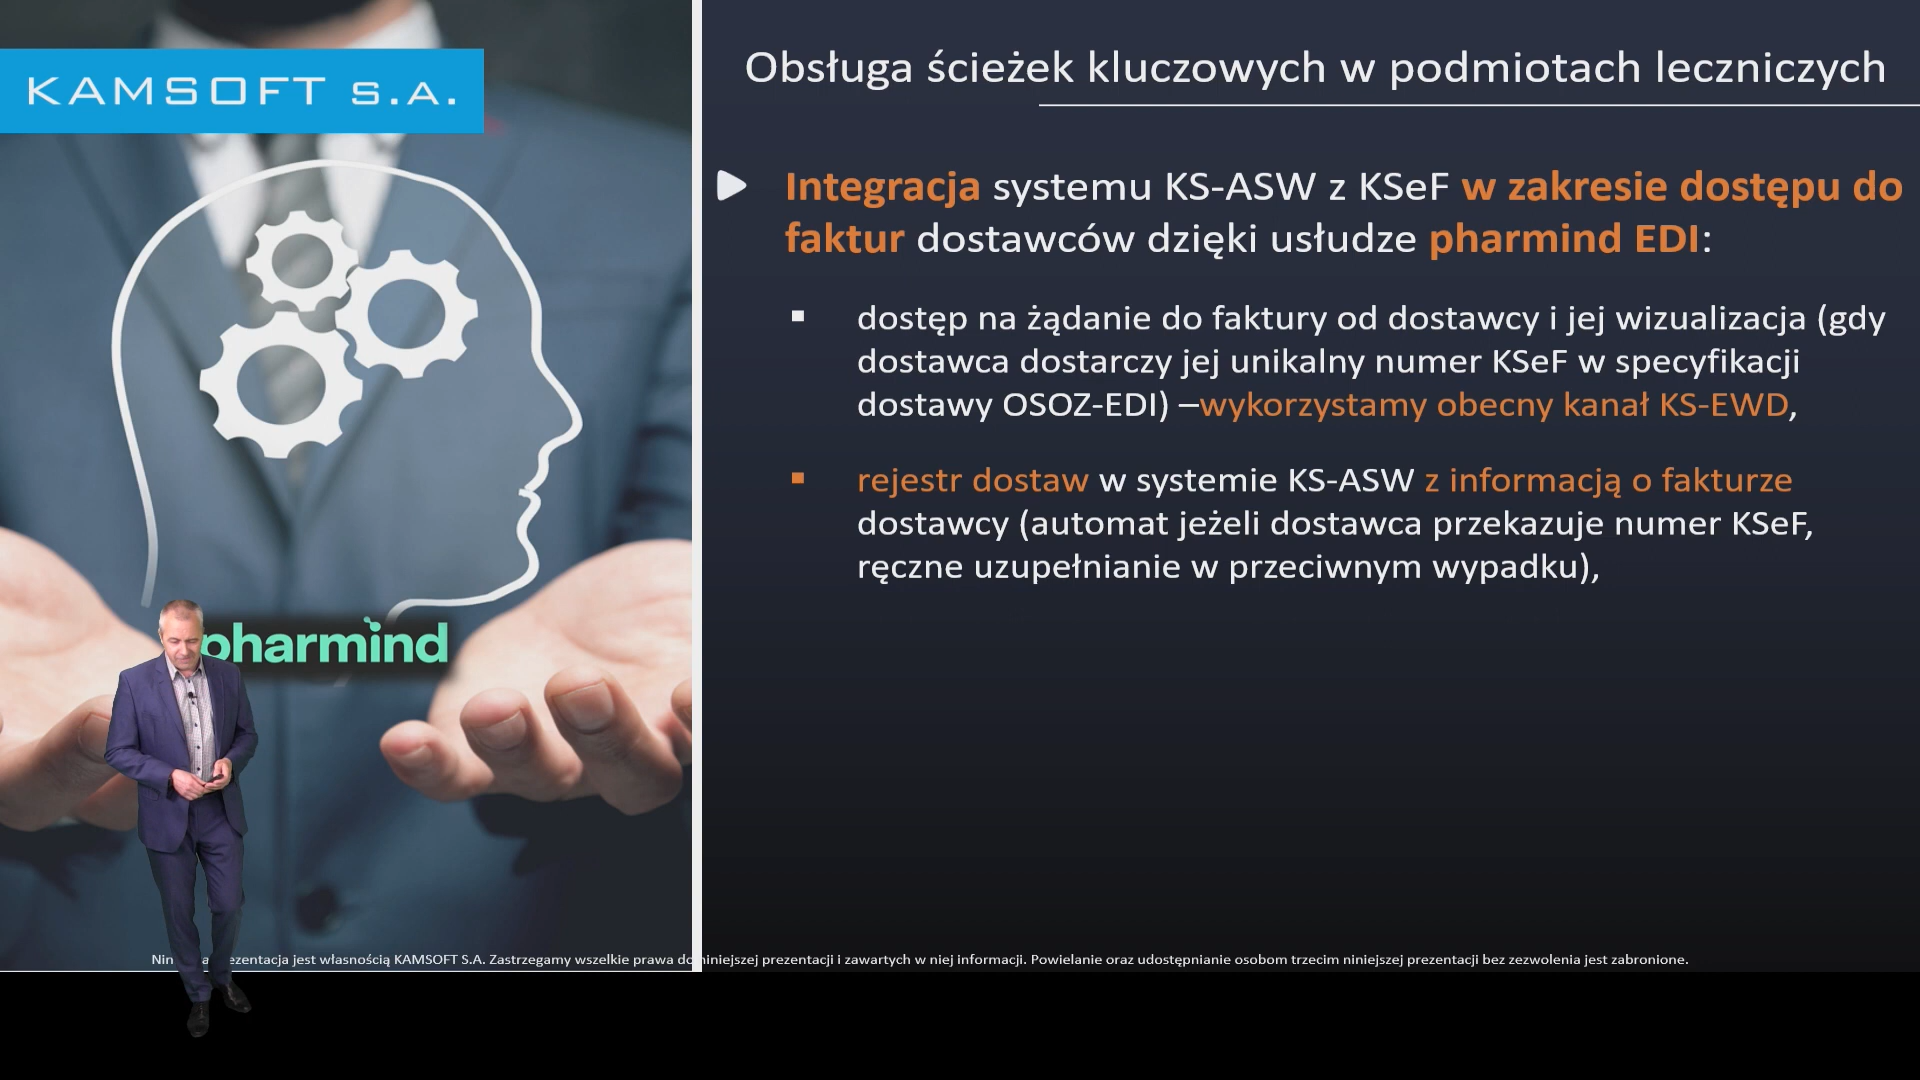 KAMSOFT S.A.
Obsługa ścieżek kluczowych w podmiotach leczniczych
Integracja systemu KS-ASW z KSeF w zakresie dostępu do
faktur dostawców dzięki usłudze pharmind EDI:
dostęp na żądanie do faktury od dostawcy i jej wizualizacja (gdy
dostawca dostarczy jej unikalny numer KSeF w specyfikacji
dostawy OSOZ-EDI) –wykorzystamy obecny kanał KS-EWD,
rejestr dostaw w systemie KS-ASW z informacją o fakturze
dostawcy (automat jeżeli dostawca przekazuje numer KSeF,
ręczne uzupełnianie w przeciwnym wypadku),
pharmind
jest własnością KAMSOFT S.A. Zastrzegamy wszelkie prawa do niniejszej prezentacji i zawartych w niej informacji. Powielanie oraz udostępnianie osobom trzecim niniejszej prezentacji bez zezwolenia jest zabronione.